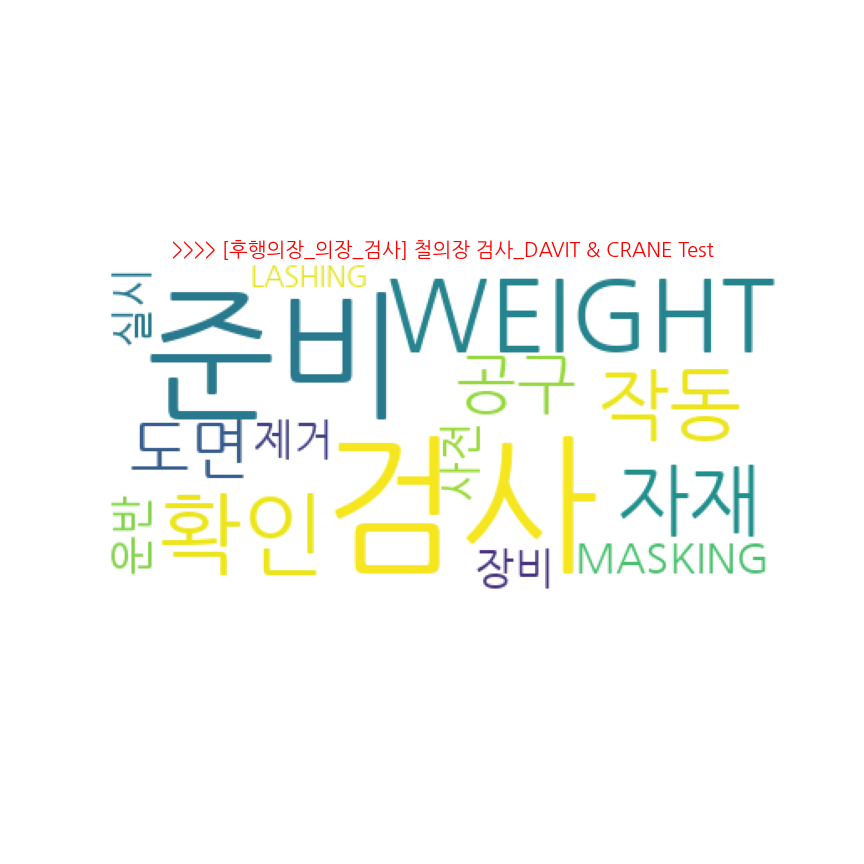 >>>> [후행의장_의장_검사] 철의장 검사_DAVIT & CRANE Test
LASHING
실시
준비
WEIGHT
공구
작동
도면
제거
사전
검사
자재
운반
확인
장비
MASKING